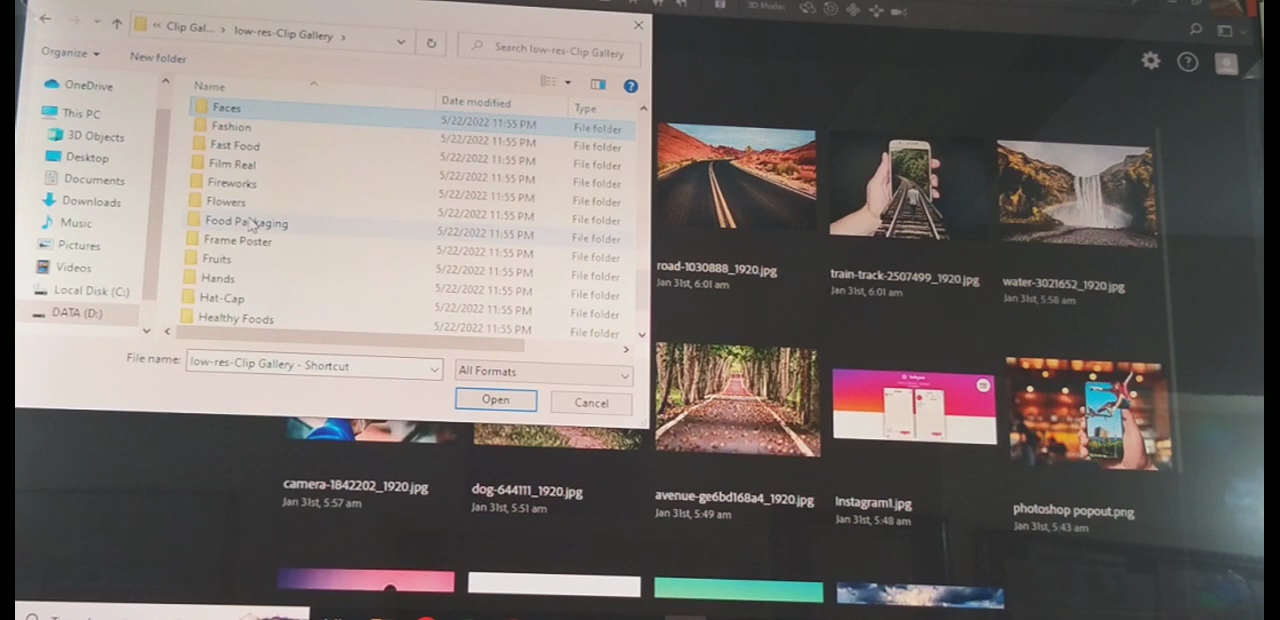 3D Mode:
« Clip Gal... › low-res-Clip Gallery ›
Search low-res-Clip Gallery
Organize
New folder
Name
Date modified
Type
OneDrive
This PC
3D Objects
Desktop
Documents
Downloads
Music
Pictures
Videos
Local Disk (C:)
DATA (D:)
Faces 5/22/2022 11:55 PM File folder
Fashion 5/22/2022 11:55 PM File folder
Fast Food 5/22/2022 11:55 PM File folder
Film Real 5/22/2022 11:55 PM File folder
Fireworks 5/22/2022 11:55 PM File folder
Flowers 5/22/2022 11:55 PM File folder
Food Packaging 5/22/2022 11:55 PM File folder
Frame Poster 5/22/2022 11:55 PM File folder
Fruits 5/22/2022 11:55 PM File folder
Hands 5/22/2022 11:55 PM File folder
Hat-Cap 5/22/2022 11:55 PM File folder
Healthy Foods 5/22/2022 11:55 PM File folder
File name: low-res-Clip Gallery - Shortcut
All Formats
Open
Cancel
road-1030888_1920.jpg
Jan 31st, 6:01 am
train-track-2507499_1920.jpg
Jan 31st, 6:01 am
water-3021652_1920.jpg
Jan 31st, 5:58 am
camera-1842202_1920.jpg
Jan 31st, 5:57 am
dog-644111_1920.jpg
Jan 31st, 5:51 am
avenue-ge6bd168a4_1920.jpg
Jan 31st, 5:49 am
Instagram1.jpg
Jan 31st, 5:48 am
photoshop popout.png
Jan 31st, 5:43 am